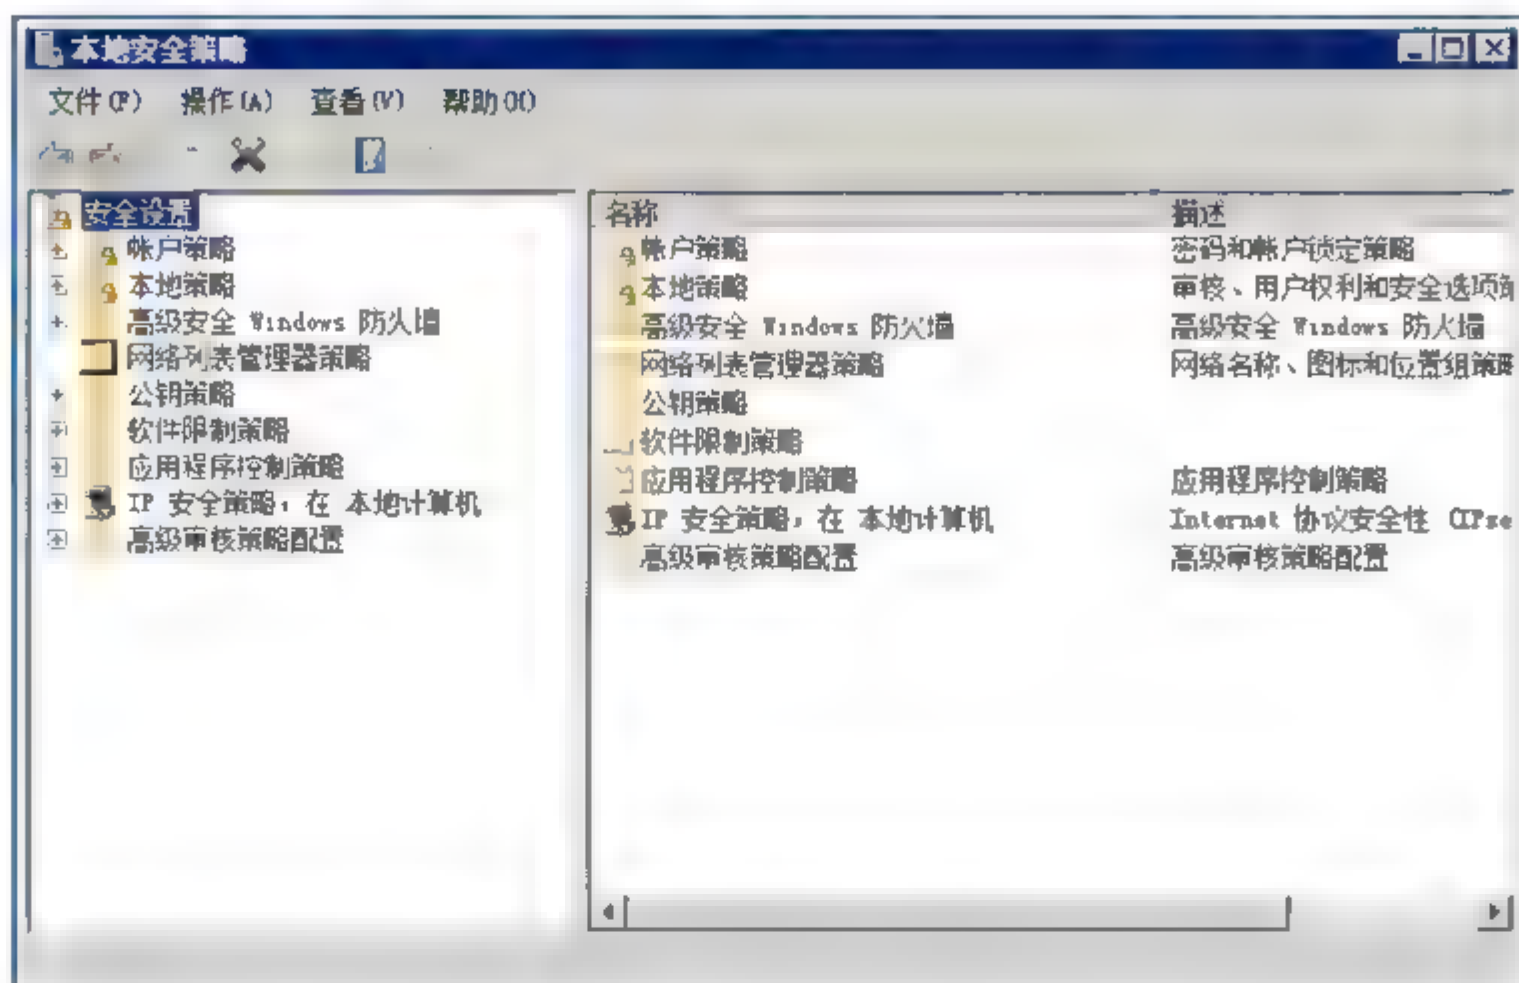 本地安全策略
文件(F) 操作(A) 查看(V) 帮助(H)
安全设置
帐户策略
本地策略
高级安全 Windows 防火墙
网络列表管理器策略
公钥策略
软件限制策略
应用程序控制策略
IP 安全策略，在 本地计算机
高级审核策略配置
名称 描述
帐户策略 密码和帐户锁定策略
本地策略 审核、用户权利和安全选项
高级安全 Windows 防火墙 高级安全 Windows 防火墙
网络列表管理器策略 网络名称、图标和位置组策
公钥策略
软件限制策略
应用程序控制策略 应用程序控制策略
IP 安全策略，在 本地计算机 Internet 协议安全性 (IPse
高级审核策略配置 高级审核策略配置